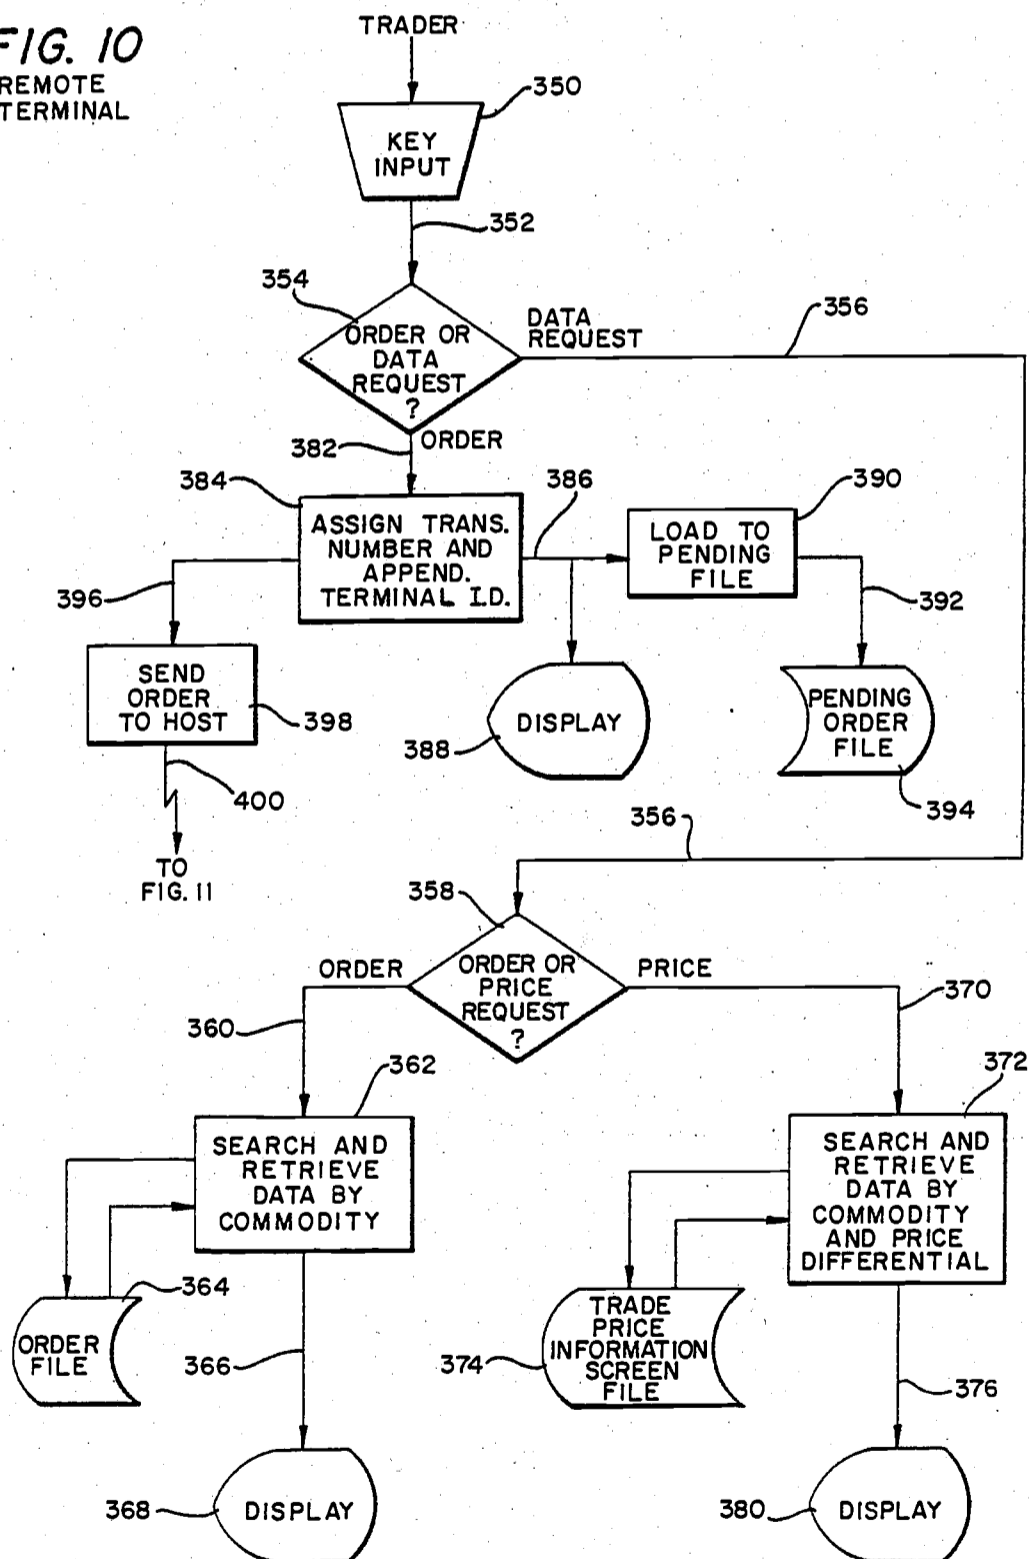 FIG. 10
REMOTE
TERMINAL
TRADER
350
KEY
INPUT
352
354
ORDER OR
DATA
REQUEST
?
DATA
REQUEST
356
382
ORDER
384
ASSIGN TRANS.
NUMBER AND
APPEND.
TERMINAL I.D.
386
390
LOAD TO
PENDING
FILE
392
396
SEND
ORDER
TO HOST
398
DISPLAY
388
PENDING
ORDER
FILE
394
400
TO
FIG. 11
356
358
ORDER OR
PRICE
REQUEST
?
ORDER
PRICE
360
370
362
SEARCH AND
RETRIEVE
DATA BY
COMMODITY
372
SEARCH AND
RETRIEVE
DATA BY
COMMODITY
AND PRICE
DIFFERENTIAL
364
ORDER
FILE
366
374
TRADE
PRICE
INFORMATION
SCREEN
FILE
376
368
DISPLAY
380
DISPLAY